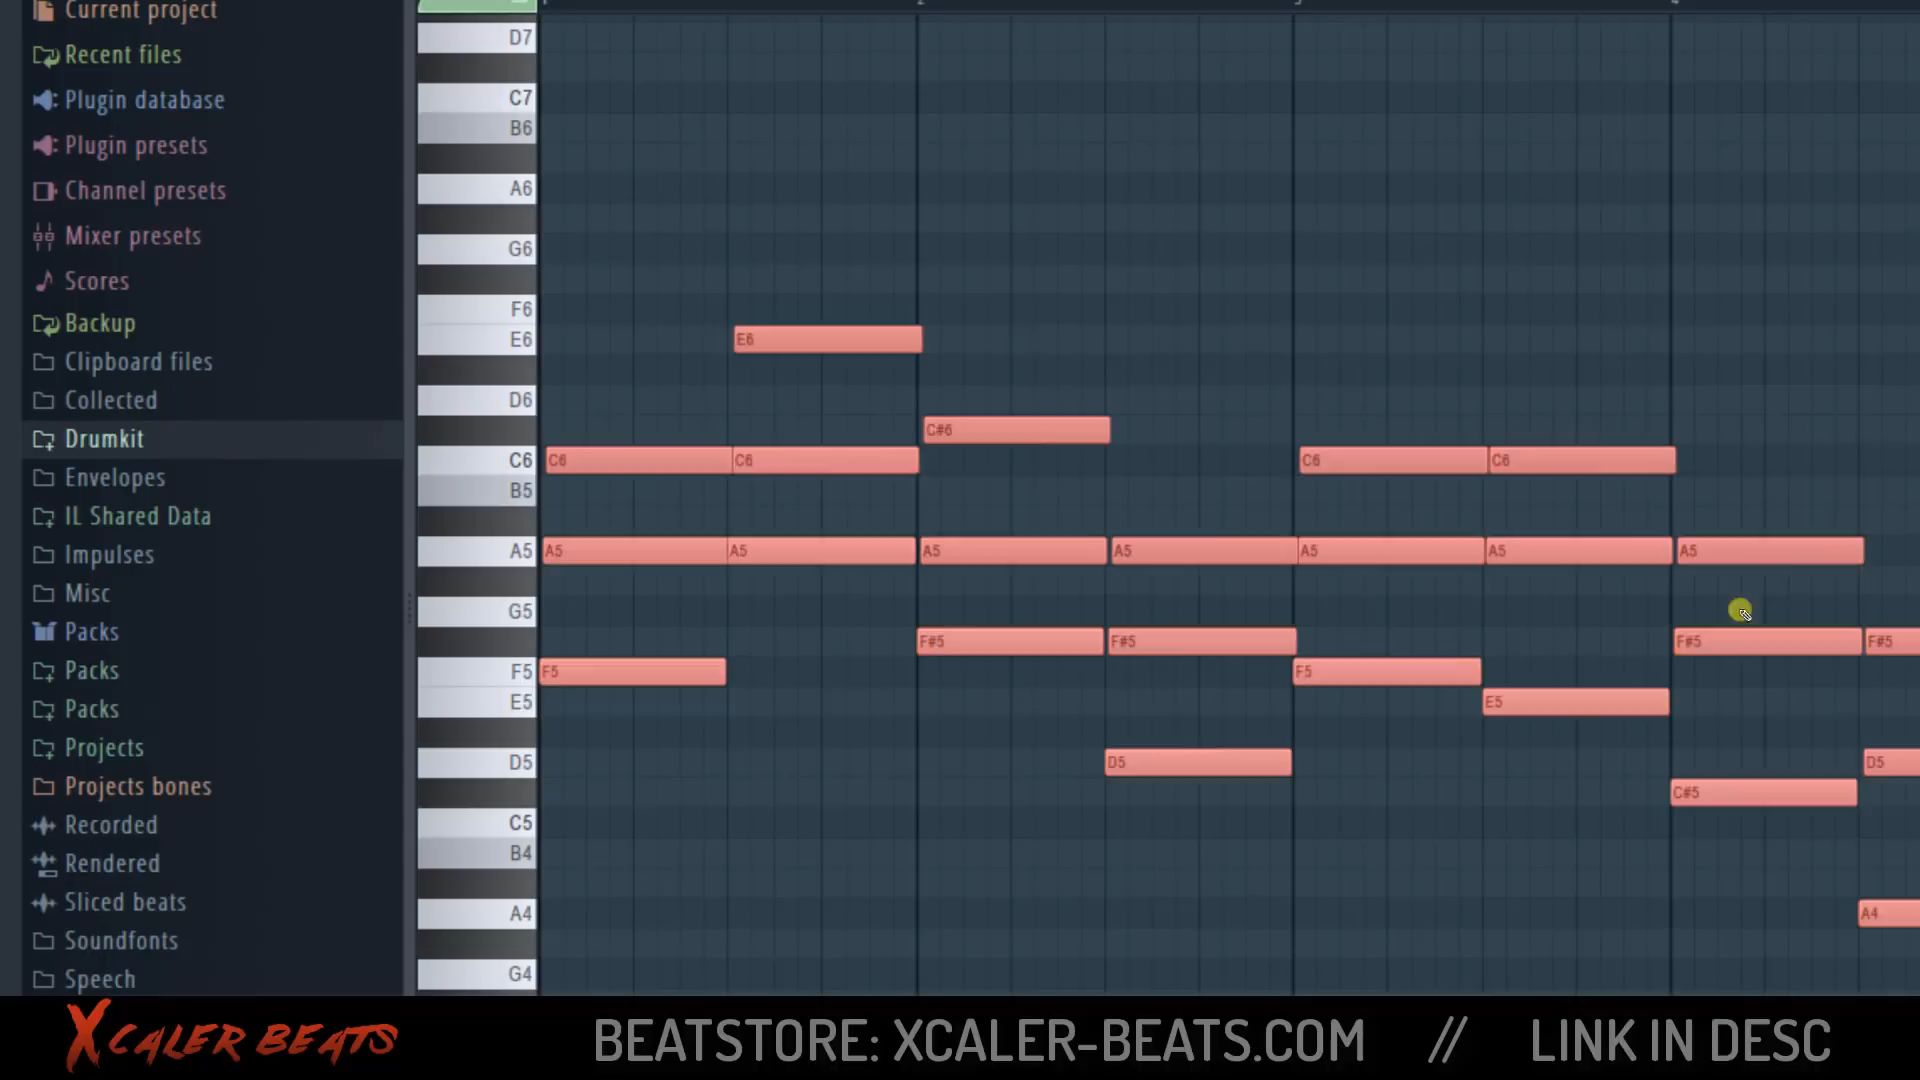 Current project
Recent files
Plugin database
Plugin presets
Channel presets
Mixer presets
Scores
Backup
Clipboard files
Collected
Drumkit
Envelopes
IL Shared Data
Impulses
Misc
Packs
Packs
Packs
Projects
Projects bones
Recorded
Rendered
Sliced beats
Soundfonts
Speech
D7
C7
B6
A6
G6
F6
E6
D6
C6
B5
A5
G5
F5
E5
D5
C5
B4
A4
G4
E6
C#6
C6 C6 C6 C6
A5 A5 A5 A5 A5 A5 A5
F#5 F#5 F#5 F#5
F5 F5
E5
D5 D5
C#5
A4
XCALER BEATS
BEATSTORE: XCALER-BEATS.COM // LINK IN DESC